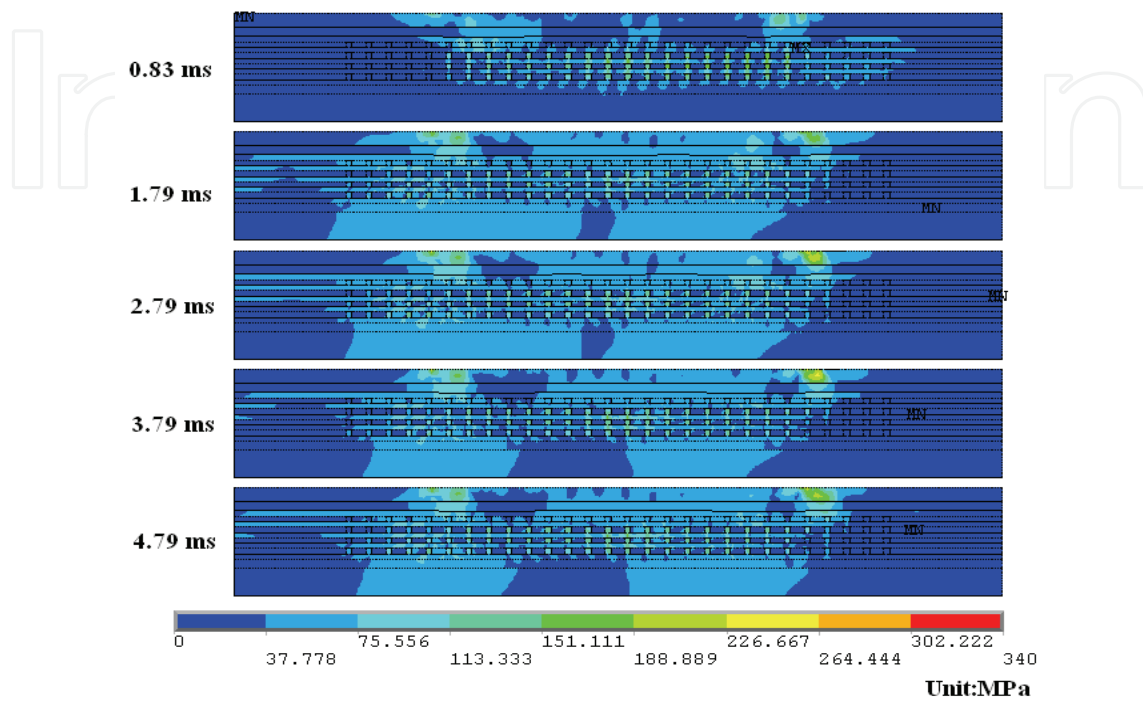 MN
0.83 ms
1.79 ms
MN
2.79 ms
MN
3.79 ms
MN
4.79 ms
MN
0 75.556 151.111 226.667 302.222
37.778 113.333 188.889 264.444 340
Unit:MPa